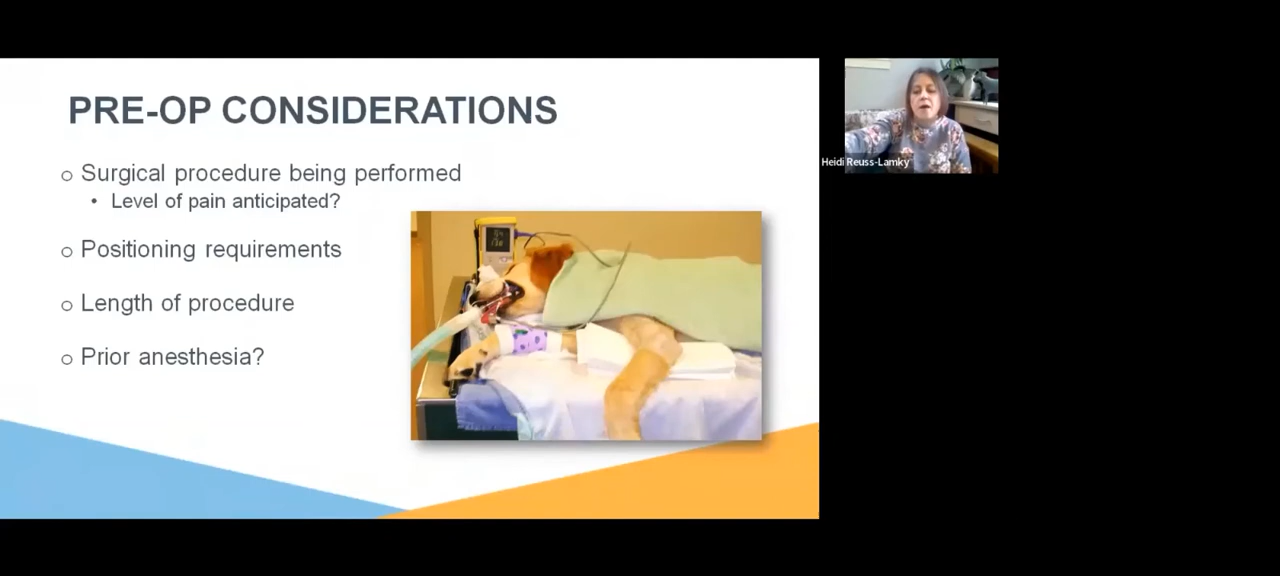 PRE-OP CONSIDERATIONS
Surgical procedure being performed
Level of pain anticipated?
Positioning requirements
Length of procedure
Prior anesthesia?
Heidi Reuss-Lamky